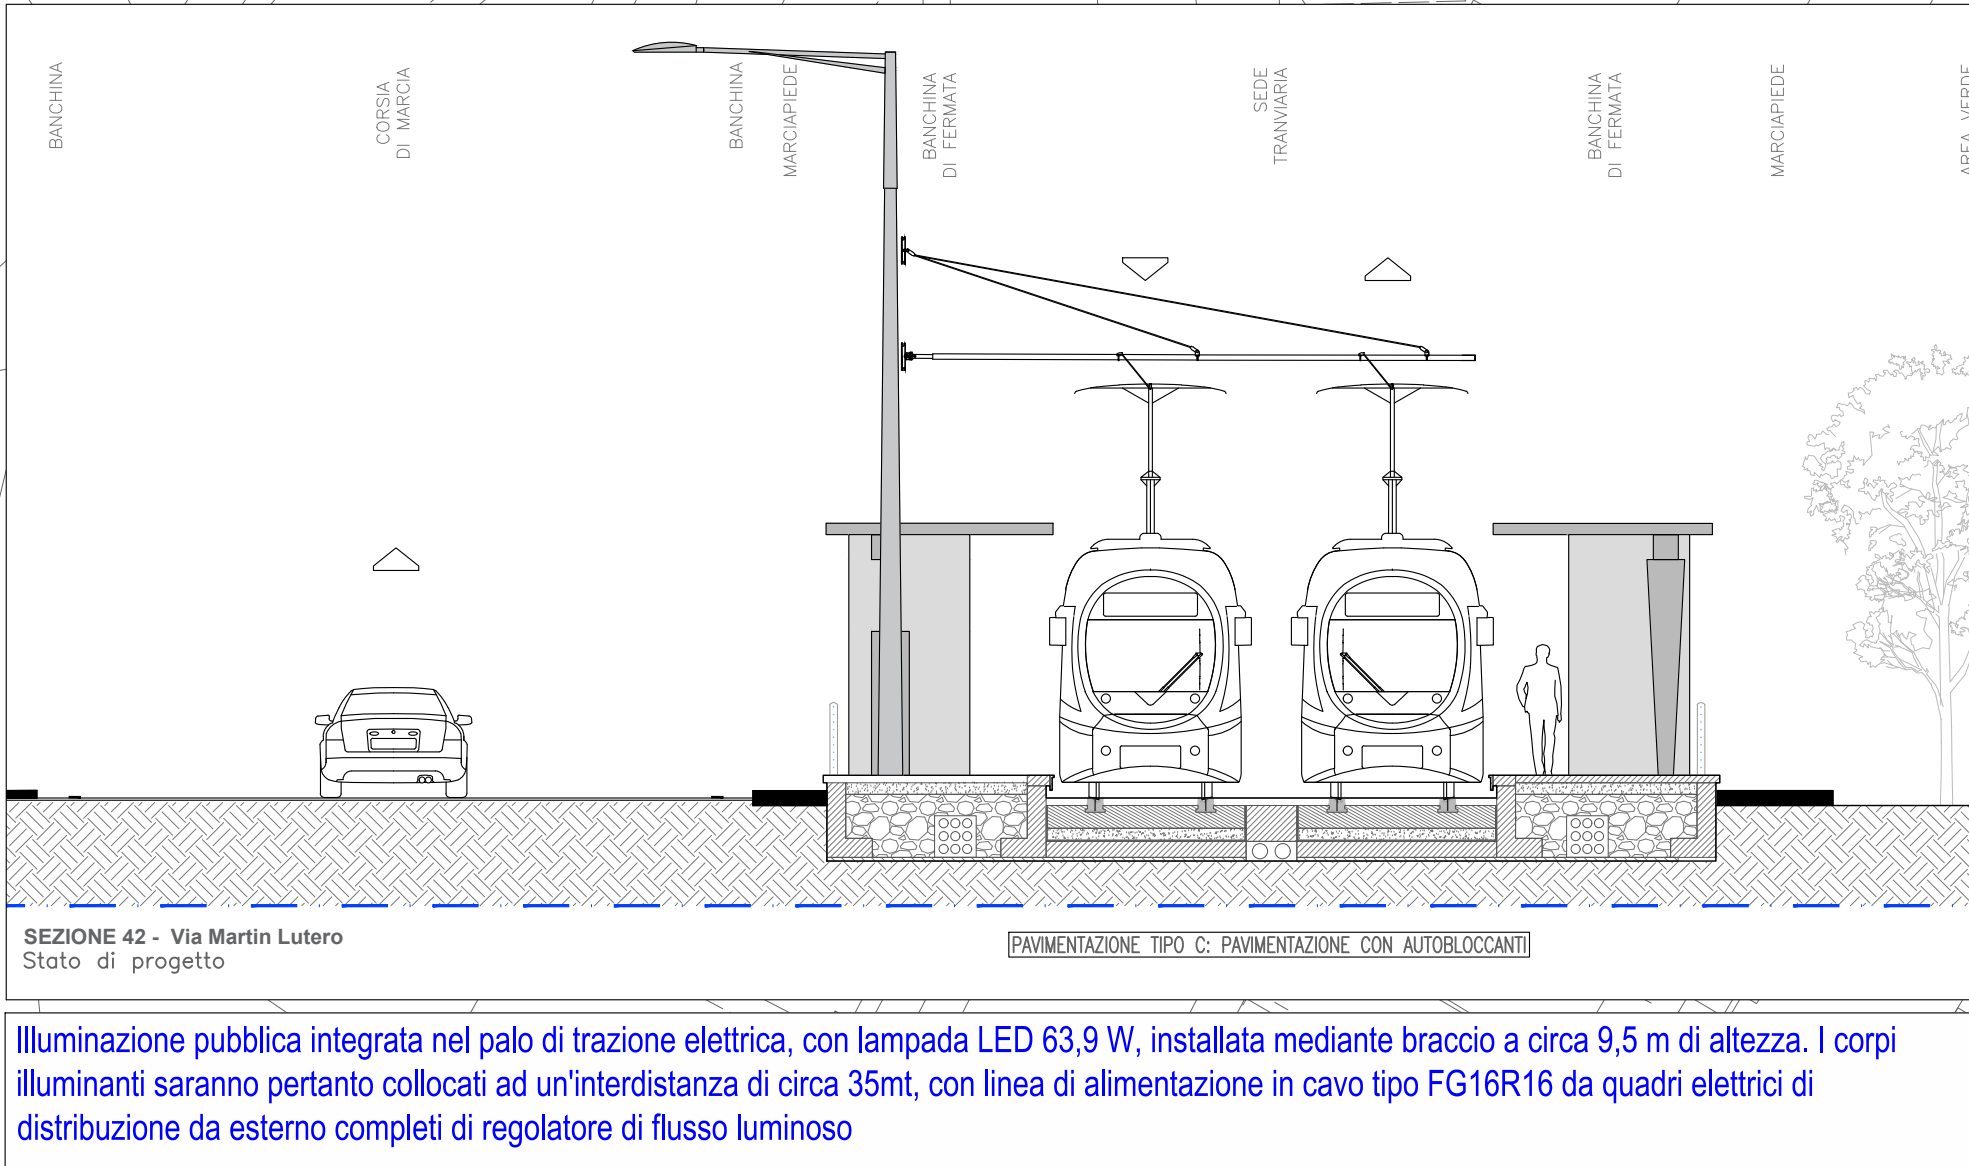 BANCHINA
CORSIA
DI MARCIA
BANCHINA
MARCIAPIEDE
BANCHINA
DI FERMATA
SEDE
TRANVIARIA
BANCHINA
DI FERMATA
MARCIAPIEDE
AREA VERDE
SEZIONE 42 - Via Martin Lutero
Stato di progetto
PAVIMENTAZIONE TIPO C: PAVIMENTAZIONE CON AUTOBLOCCANTI
Illuminazione pubblica integrata nel palo di trazione elettrica, con lampada LED 63,9 W, installata mediante braccio a circa 9,5 m di altezza. I corpi
illuminanti saranno pertanto collocati ad un'interdistanza di circa 35mt, con linea di alimentazione in cavo tipo FG16R16 da quadri elettrici di
distribuzione da esterno completi di regolatore di flusso luminoso